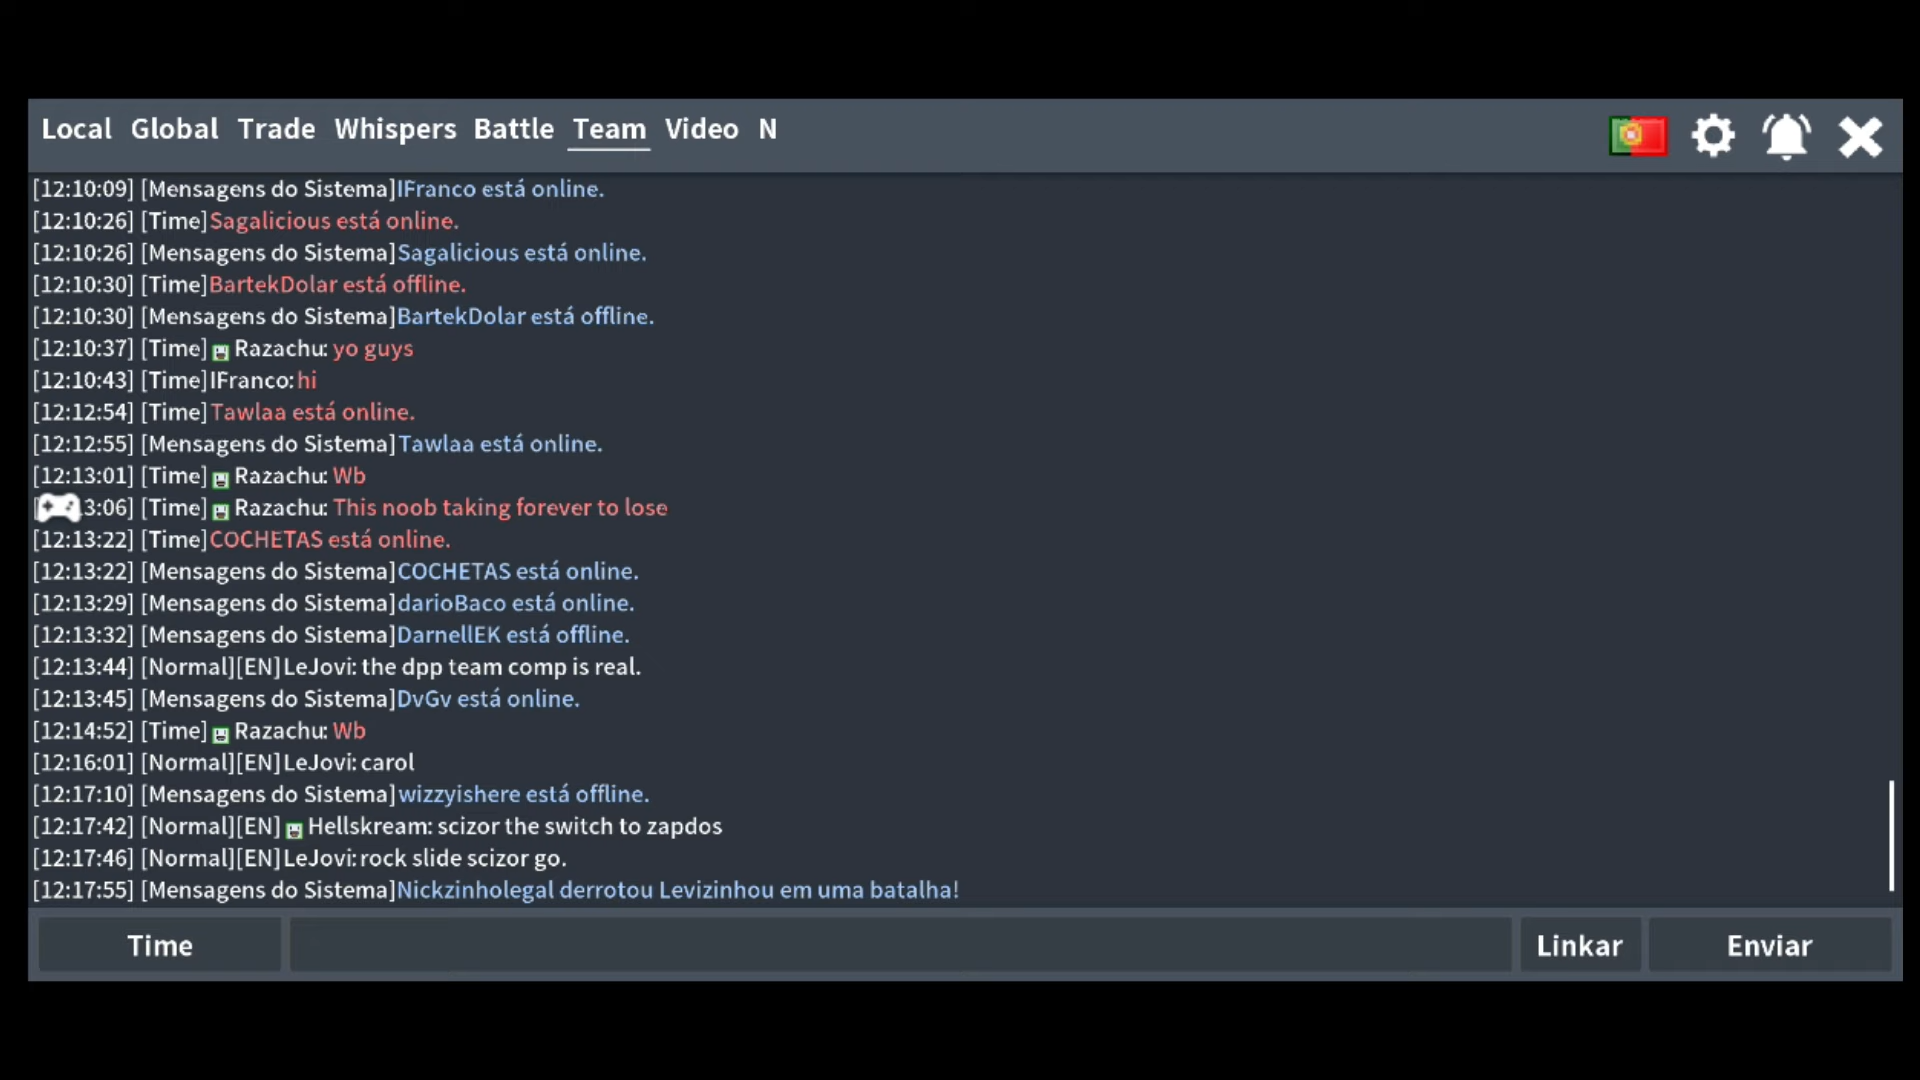 Local Global Trade Whispers Battle Team Video N
[12:10:09] [Mensagens do Sistema]IFranco está online.
[12:10:26] [Time]Sagalicious está online.
[12:10:26] [Mensagens do Sistema]Sagalicious está online.
[12:10:30] [Time]BartekDolar está offline.
[12:10:30] [Mensagens do Sistema]BartekDolar está offline.
[12:10:37] [Time] Razachu: yo guys
[12:10:43] [Time]IFranco: hi
[12:12:54] [Time]Tawlaa está online.
[12:12:55] [Mensagens do Sistema]Tawlaa está online.
[12:13:01] [Time] Razachu: Wb
[ 3:06] [Time] Razachu: This noob taking forever to lose
[12:13:22] [Time]COCHETAS está online.
[12:13:22] [Mensagens do Sistema]COCHETAS está online.
[12:13:29] [Mensagens do Sistema]darioBaco está online.
[12:13:32] [Mensagens do Sistema]DarnellEK está offline.
[12:13:44] [Normal][EN]LeJovi: the dpp team comp is real.
[12:13:45] [Mensagens do Sistema]DvGv está online.
[12:14:52] [Time] Razachu: Wb
[12:16:01] [Normal][EN]LeJovi: carol
[12:17:10] [Mensagens do Sistema]wizzyishere está offline.
[12:17:42] [Normal][EN] Hellskream: scizor the switch to zapdos
[12:17:46] [Normal][EN]LeJovi: rock slide scizor go.
[12:17:55] [Mensagens do Sistema]Nickzinholegal derrotou Levizinhou em uma batalha!
Time Linkar Enviar